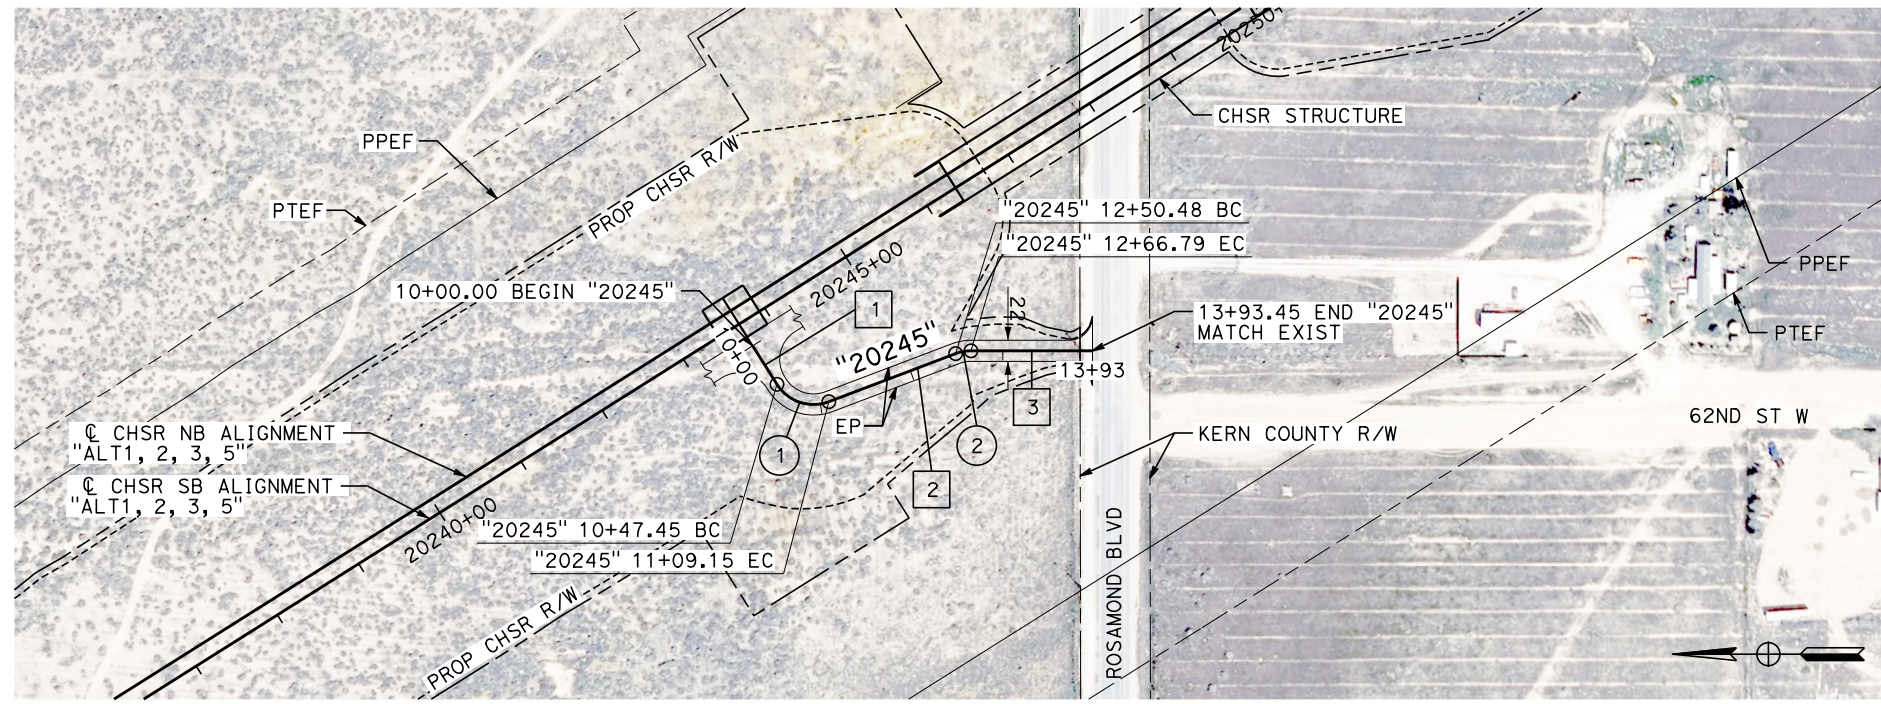 20250+
CHSR STRUCTURE
PPEF
PTEF
PROP CHSR R/W
"20245" 12+50.48 BC
"20245" 12+66.79 EC
20245+00
10+00.00 BEGIN "20245"
1
22
13+93.45 END "20245"
MATCH EXIST
PPEF
PTEF
10+00
"20245"
13+93
3
EP
62ND ST W
℄ CHSR NB ALIGNMENT
"ALT1, 2, 3, 5"
KERN COUNTY R/W
1
2
2
℄ CHSR SB ALIGNMENT
"ALT1, 2, 3, 5"
20240+00
"20245" 10+47.45 BC
"20245" 11+09.15 EC
ROSAMOND BLVD
PROP CHSR R/W